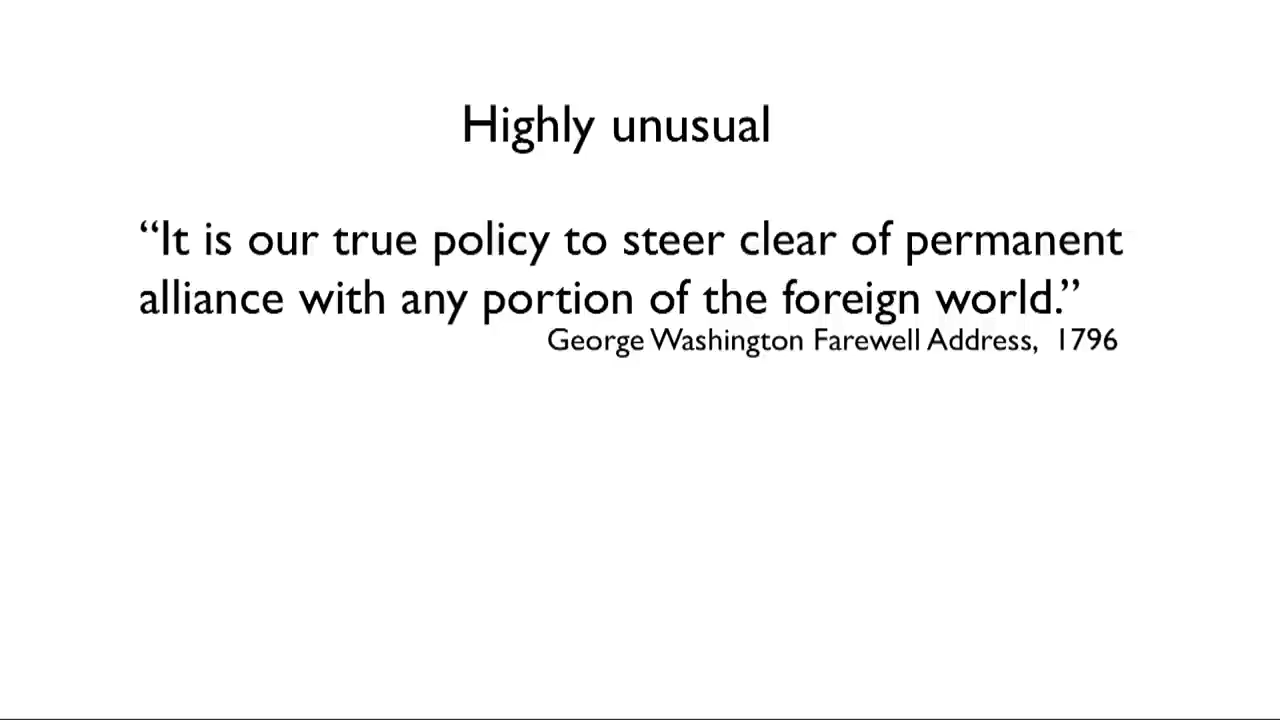 Highly unusual
“It is our true policy to steer clear of permanent
alliance with any portion of the foreign world.”
George Washington Farewell Address, 1796